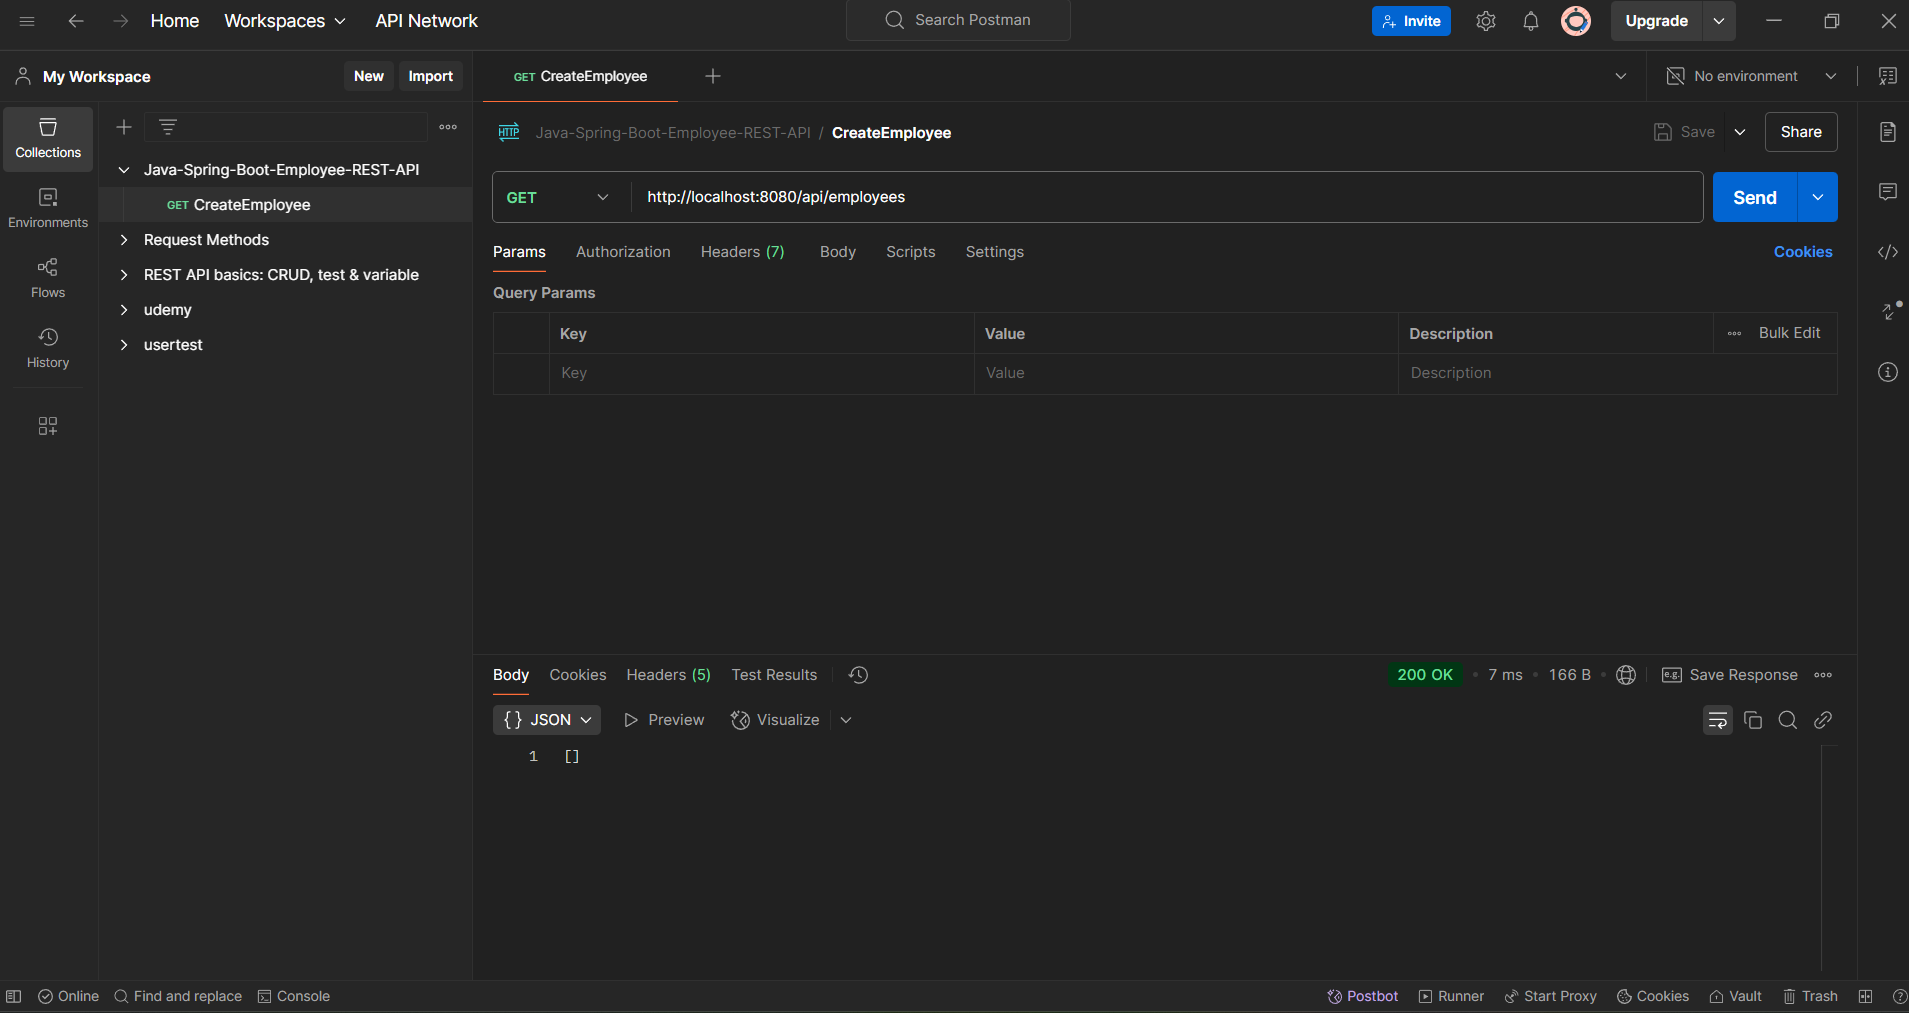 Home Workspaces API Network Search Postman Invite Upgrade
My Workspace New Import GET CreateEmployee No environment
Collections
Environments
Flows
History
Java-Spring-Boot-Employee-REST-API
GET CreateEmployee
Request Methods
REST API basics: CRUD, test & variable
udemy
usertest
HTTP Java-Spring-Boot-Employee-REST-API / CreateEmployee Save Share
GET http://localhost:8080/api/employees Send
Params Authorization Headers (7) Body Scripts Settings Cookies
Query Params
Key Value Description Bulk Edit
Key Value Description
Body Cookies Headers (5) Test Results 200 OK • 7 ms • 166 B • e.g. Save Response
{} JSON Preview Visualize
1 []
Online Find and replace Console Postbot Runner Start Proxy Cookies Vault Trash